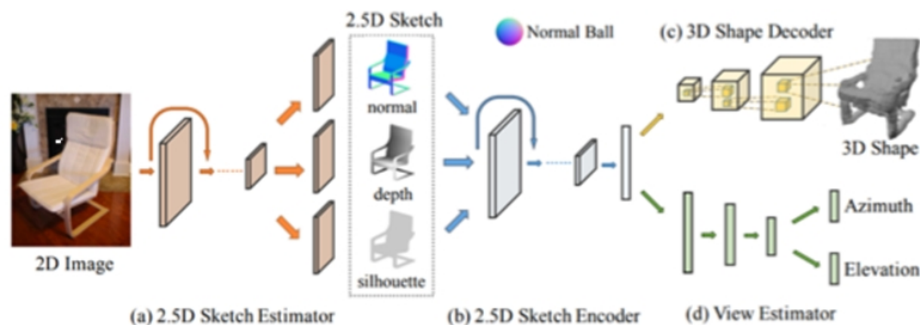 2.5D Sketch
Normal Ball
(c) 3D Shape Decoder
normal
depth
silhouette
2D Image
3D Shape
Azimuth
Elevation
(a) 2.5D Sketch Estimator
(b) 2.5D Sketch Encoder
(d) View Estimator